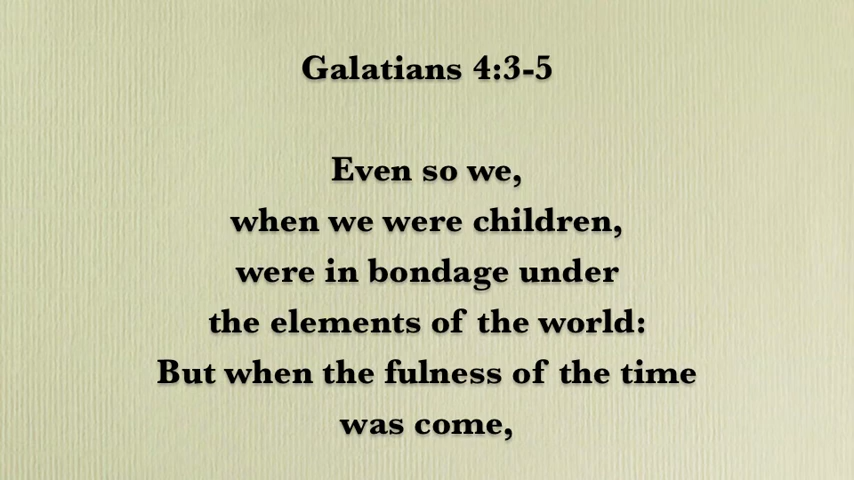 Galatians 4:3-5
Even so we,
when we were children,
were in bondage under
the elements of the world:
But when the fulness of the time
was come,